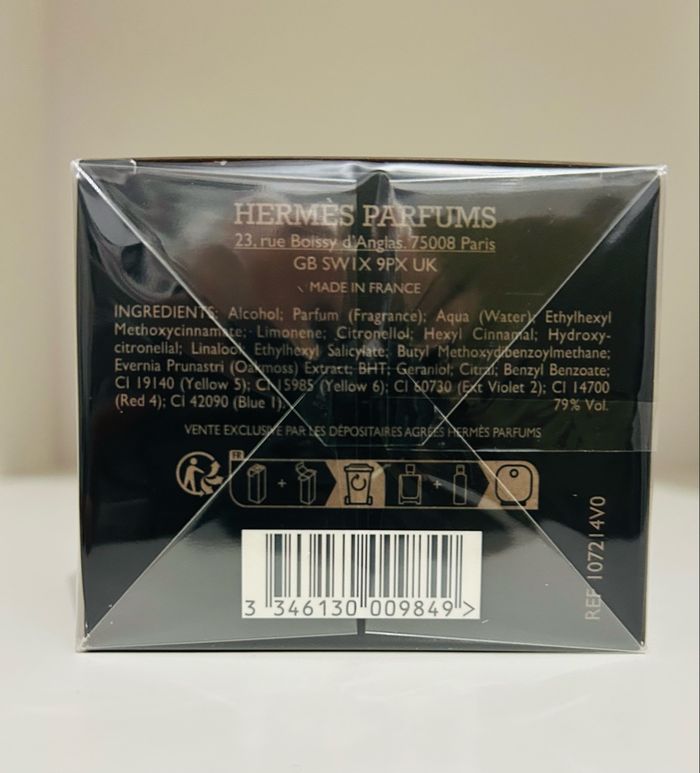 HERMÈS PARFUMS
23, rue Boissy d'Anglas, 75008 Paris
GB SW1X 9PX UK
MADE IN FRANCE
INGREDIENTS: Alcohol; Parfum (Fragrance); Aqua (Water); Ethylhexyl
Methoxycinnamate; Limonene; Citronellol; Hexyl Cinnamal; Hydroxy-
citronellal; Linalool; Ethylhexyl Salicylate; Butyl Methoxydibenzoylmethane;
Evernia Prunastri (Oakmoss) Extract; BHT; Geraniol; Citral; Benzyl Benzoate;
CI 19140 (Yellow 5); CI 15985 (Yellow 6); CI 60730 (Ext Violet 2); CI 14700
(Red 4); CI 42090 (Blue 1). 79% Vol.
VENTE EXCLUSIVE PAR LES DÉPOSITAIRES AGRÉÉS HERMÈS PARFUMS
FR
3 346130 009849 >
REF 107214V0